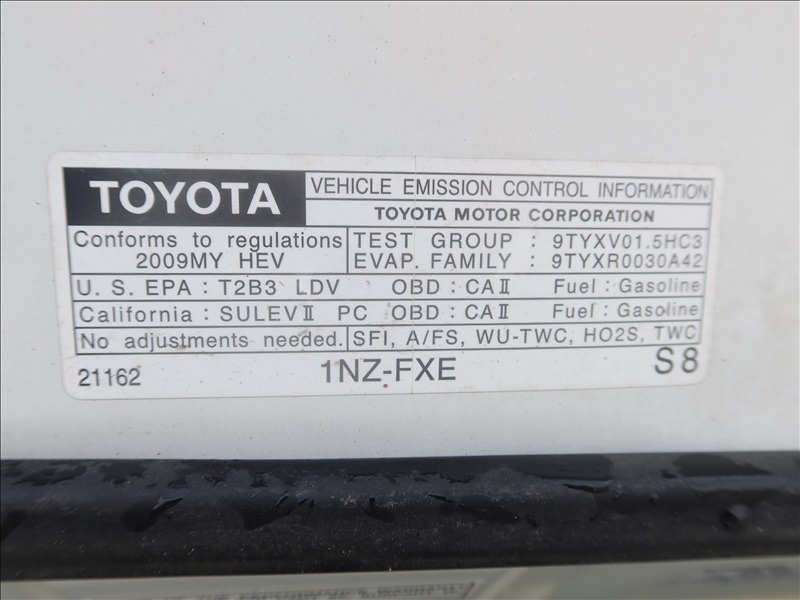 TOYOTA
VEHICLE EMISSION CONTROL INFORMATION
TOYOTA MOTOR CORPORATION
Conforms to regulations
2009MY HEV
TEST GROUP : 9TYXV01.5HC3
EVAP. FAMILY : 9TYXR0030A42
U. S. EPA : T2B3 LDV OBD : CAⅡ Fuel : Gasoline
California : SULEVⅡ PC OBD : CAⅡ Fuel : Gasoline
No adjustments needed.
SFI, A/FS, WU-TWC, HO2S, TWC
21162
1NZ-FXE
S8